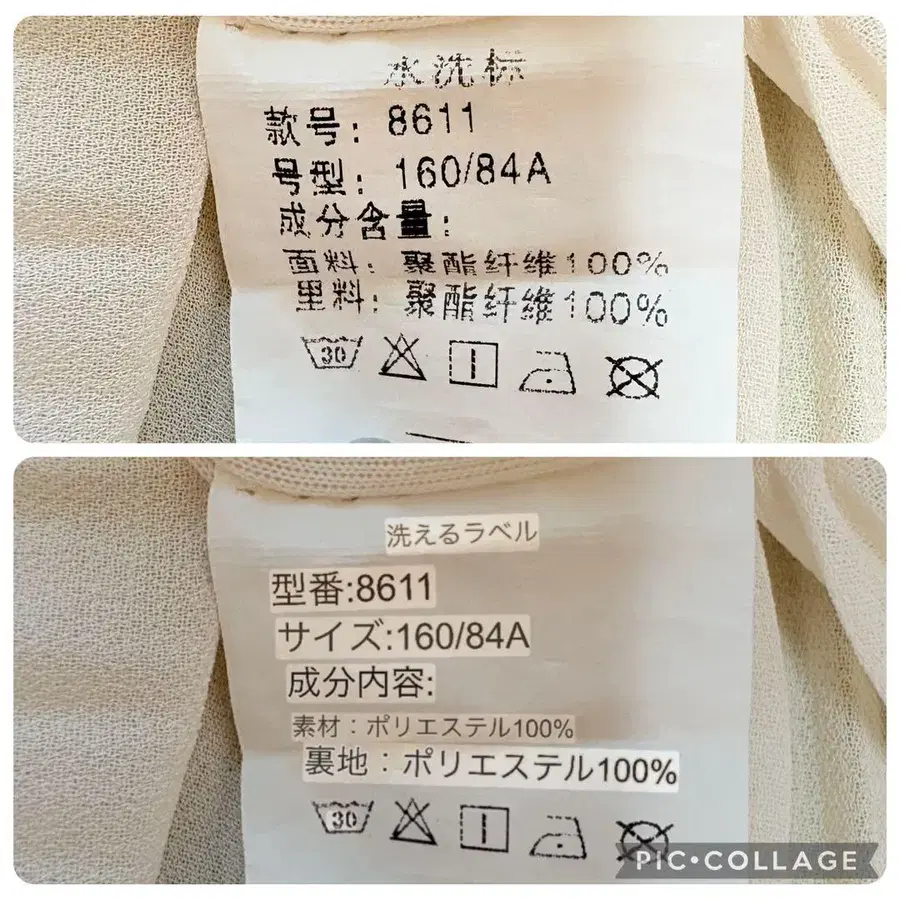 水洗标
款号: 8611
号型: 160/84A
成分含量:
面料: 聚酯纤维100%
里料: 聚酯纤维100%
30
洗えるラベル
型番:8611
サイズ:160/84A
成分内容:
素材：ポリエステル100%
裏地：ポリエステル100%
30
PIC•COLLAGE